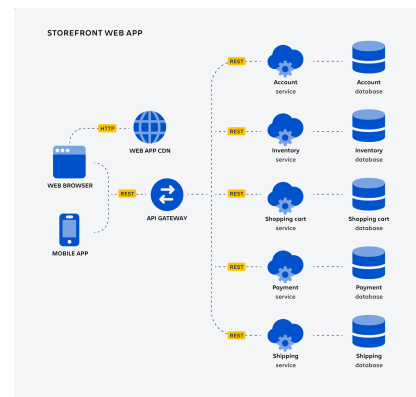 STOREFRONT WEB APP
REST
Account
service
Account
database
HTTP
WEB APP CDN
REST
Inventory
service
Inventory
database
WEB BROWSER
REST
API GATEWAY
REST
Shopping cart
service
Shopping cart
database
MOBILE APP
REST
Payment
service
Payment
database
REST
Shipping
service
Shipping
database